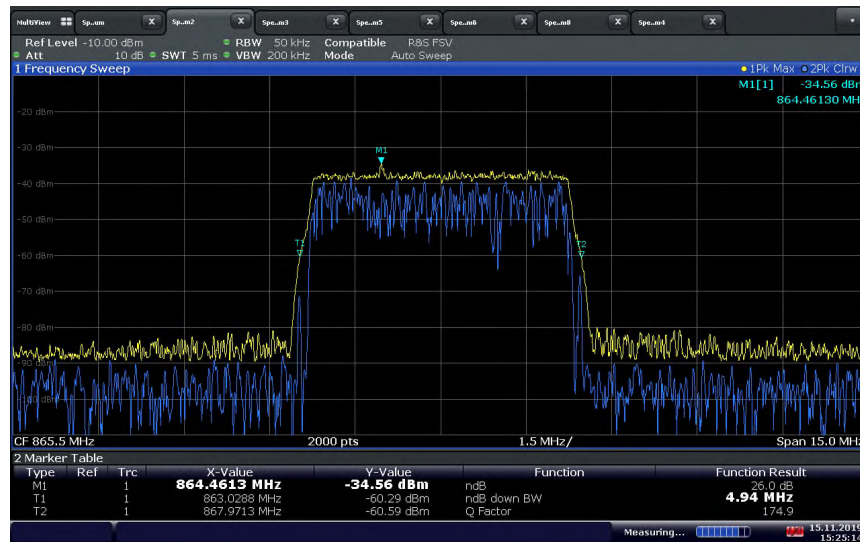 MultiView Sp..um X Sp..m2 X Spe..m3 X Spe..m5 X Spe..m6 X Spe..m8 X Spe..m4 X
Ref Level -10.00 dBm RBW 50 kHz Compatible R&S FSV
Att 10 dB SWT 5 ms VBW 200 kHz Mode Auto Sweep
1 Frequency Sweep 1Pk Max 2Pk Clrw
M1[1] -34.56 dBm
864.46130 MH
-20 dBm
-30 dBm
M1
-40 dBm
-50 dBm
T1 T2
-60 dBm
-70 dBm
-80 dBm
-90 dBm
-100 dBm
CF 865.5 MHz 2000 pts 1.5 MHz/ Span 15.0 MHz
2 Marker Table
Type Ref Trc X-Value Y-Value Function Function Result
M1 1 864.4613 MHz -34.56 dBm ndB 26.0 dB
T1 1 863.0288 MHz -60.29 dBm ndB down BW 4.94 MHz
T2 1 867.9713 MHz -60.59 dBm Q Factor 174.9
Measuring... 15.11.2019
15:25:14